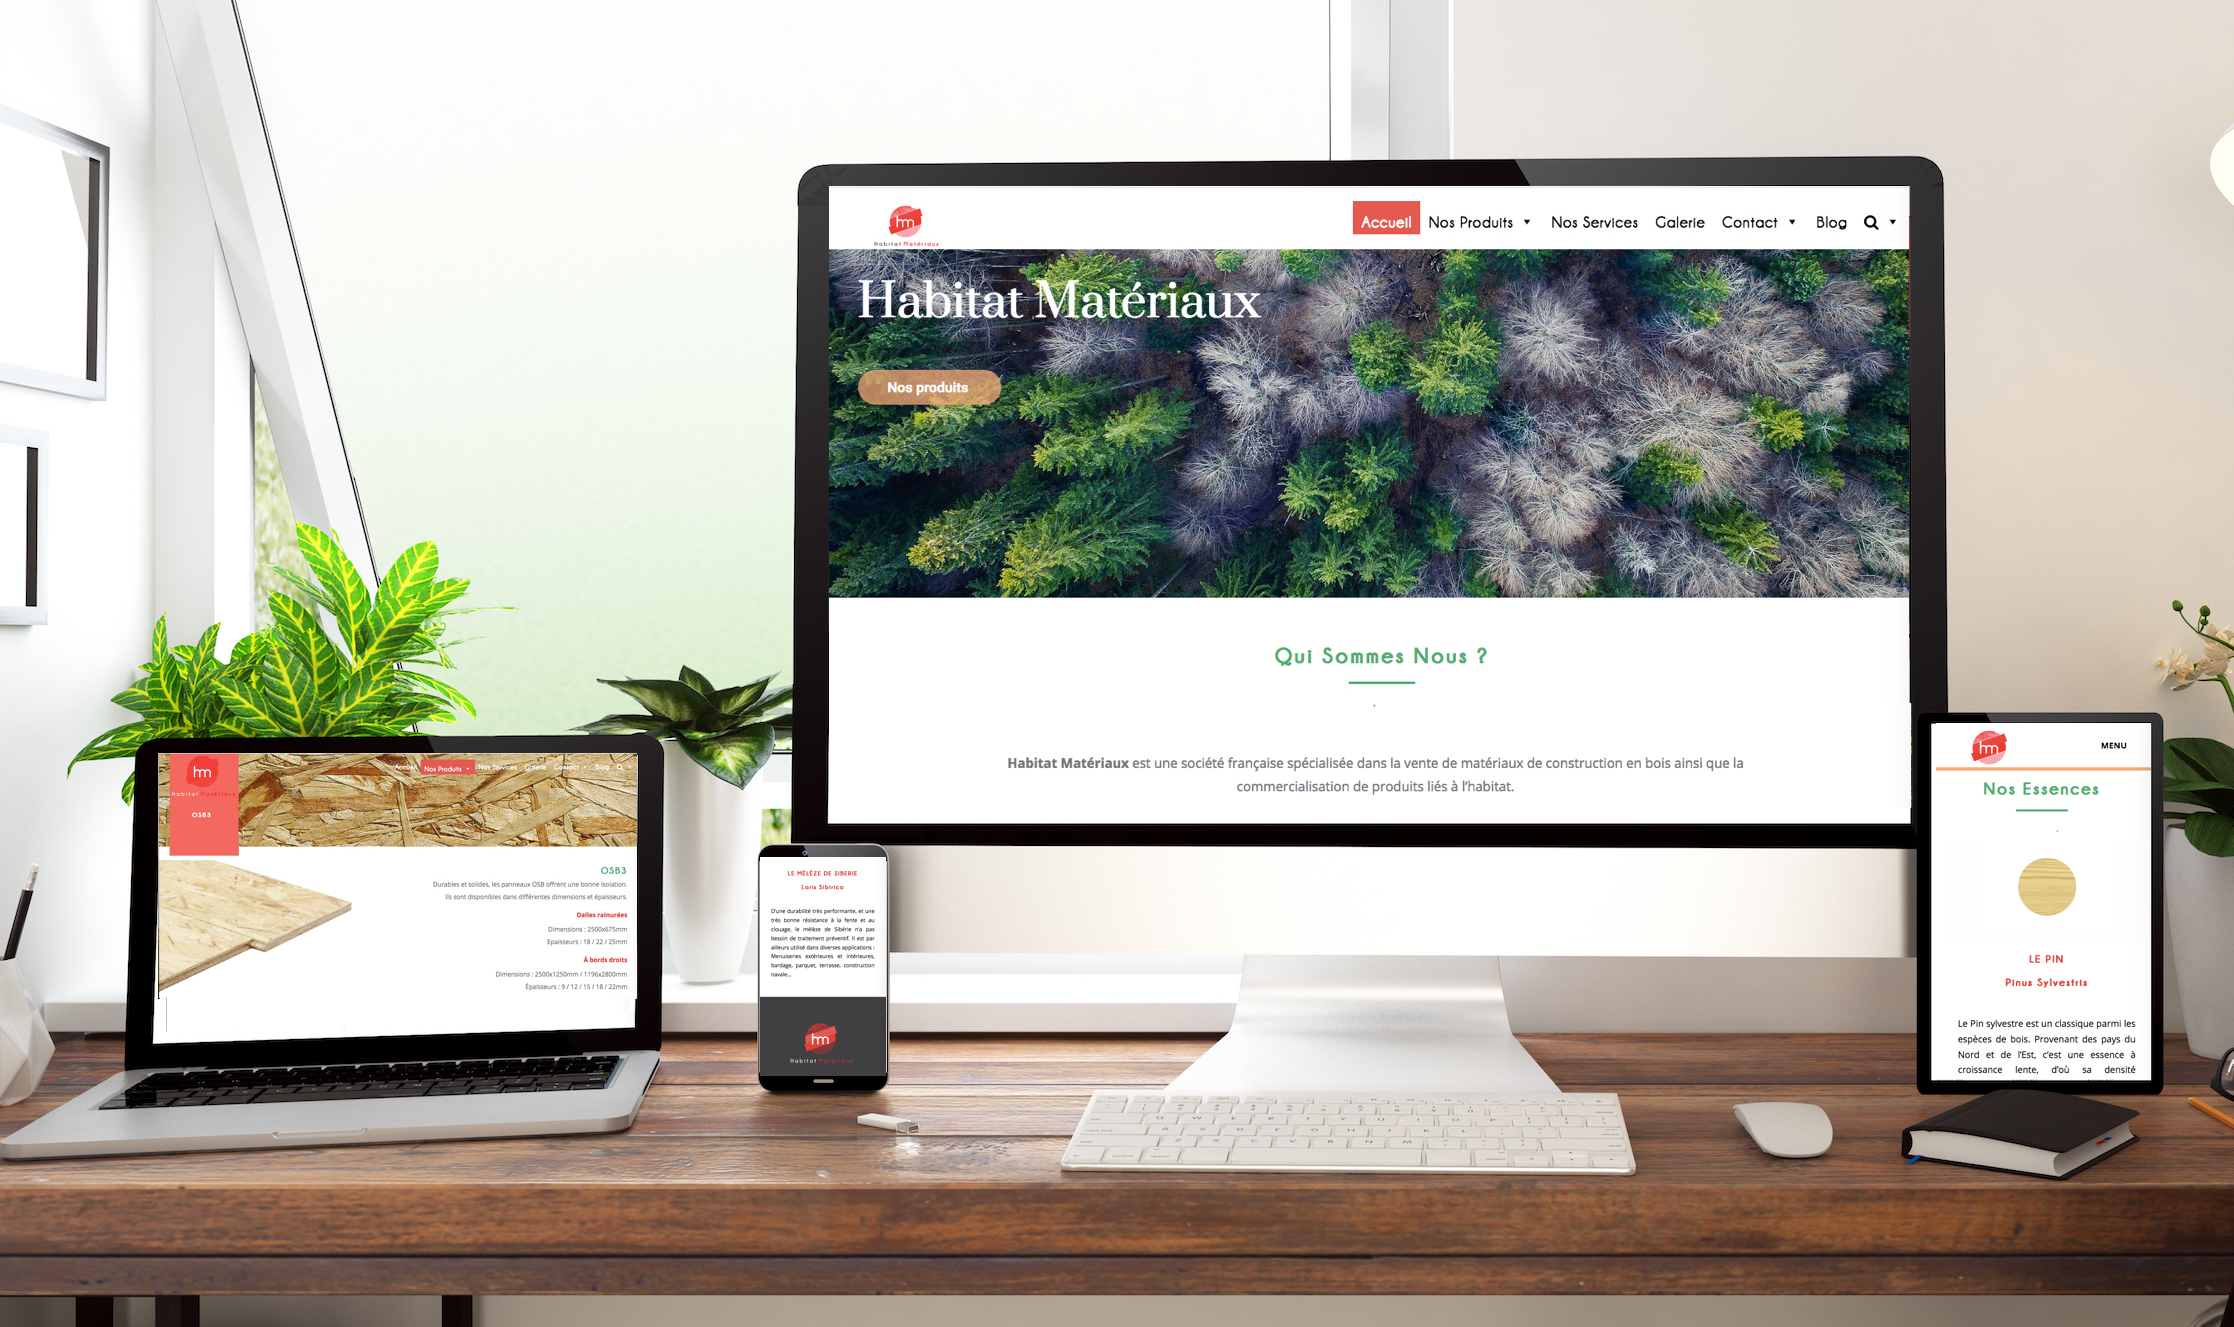 hm
Habitat Matériaux
Accueil Nos Produits Nos Services Galerie Contact Blog
Habitat Matériaux
Nos produits
Qui Sommes Nous ?
Habitat Matériaux est une société française spécialisée dans la vente de matériaux de construction en bois ainsi que la
commercialisation de produits liés à l'habitat.
hm
Habitat Matériaux
OSB3
Accueil Nos Produits Nos Services Galerie Contact Blog
OSB3
Durables et solides, les panneaux OSB offrent une bonne isolation.
Ils sont disponibles dans différentes dimensions et épaisseurs.
Dalles rainurées
Dimensions : 2500x675mm
Epaisseurs : 18 / 22 / 25mm
À bords droits
Dimensions : 2500x1250mm / 1196x2800mm
Épaisseurs : 9 / 12 / 15 / 18 / 22mm
LE MÉLÈZE DE SIBERIE
Larix Sibirica
D'une durabilité très performante, et une
très bonne résistance à la fente et au
clouage, le mélèze de Sibérie n'a pas
besoin de traitement préventif. Il est par
ailleurs utilisé dans diverses applications :
Menuiseries extérieures et intérieures,
bardage, parquet, terrasse, construction
navale...
hm
Habitat Matériaux
hm
MENU
Nos Essences
LE PIN
Pinus Sylvestris
Le Pin sylvestre est un classique parmi les
espèces de bois. Provenant des pays du
Nord et de l'Est, c'est une essence à
croissance lente, d'où sa densité